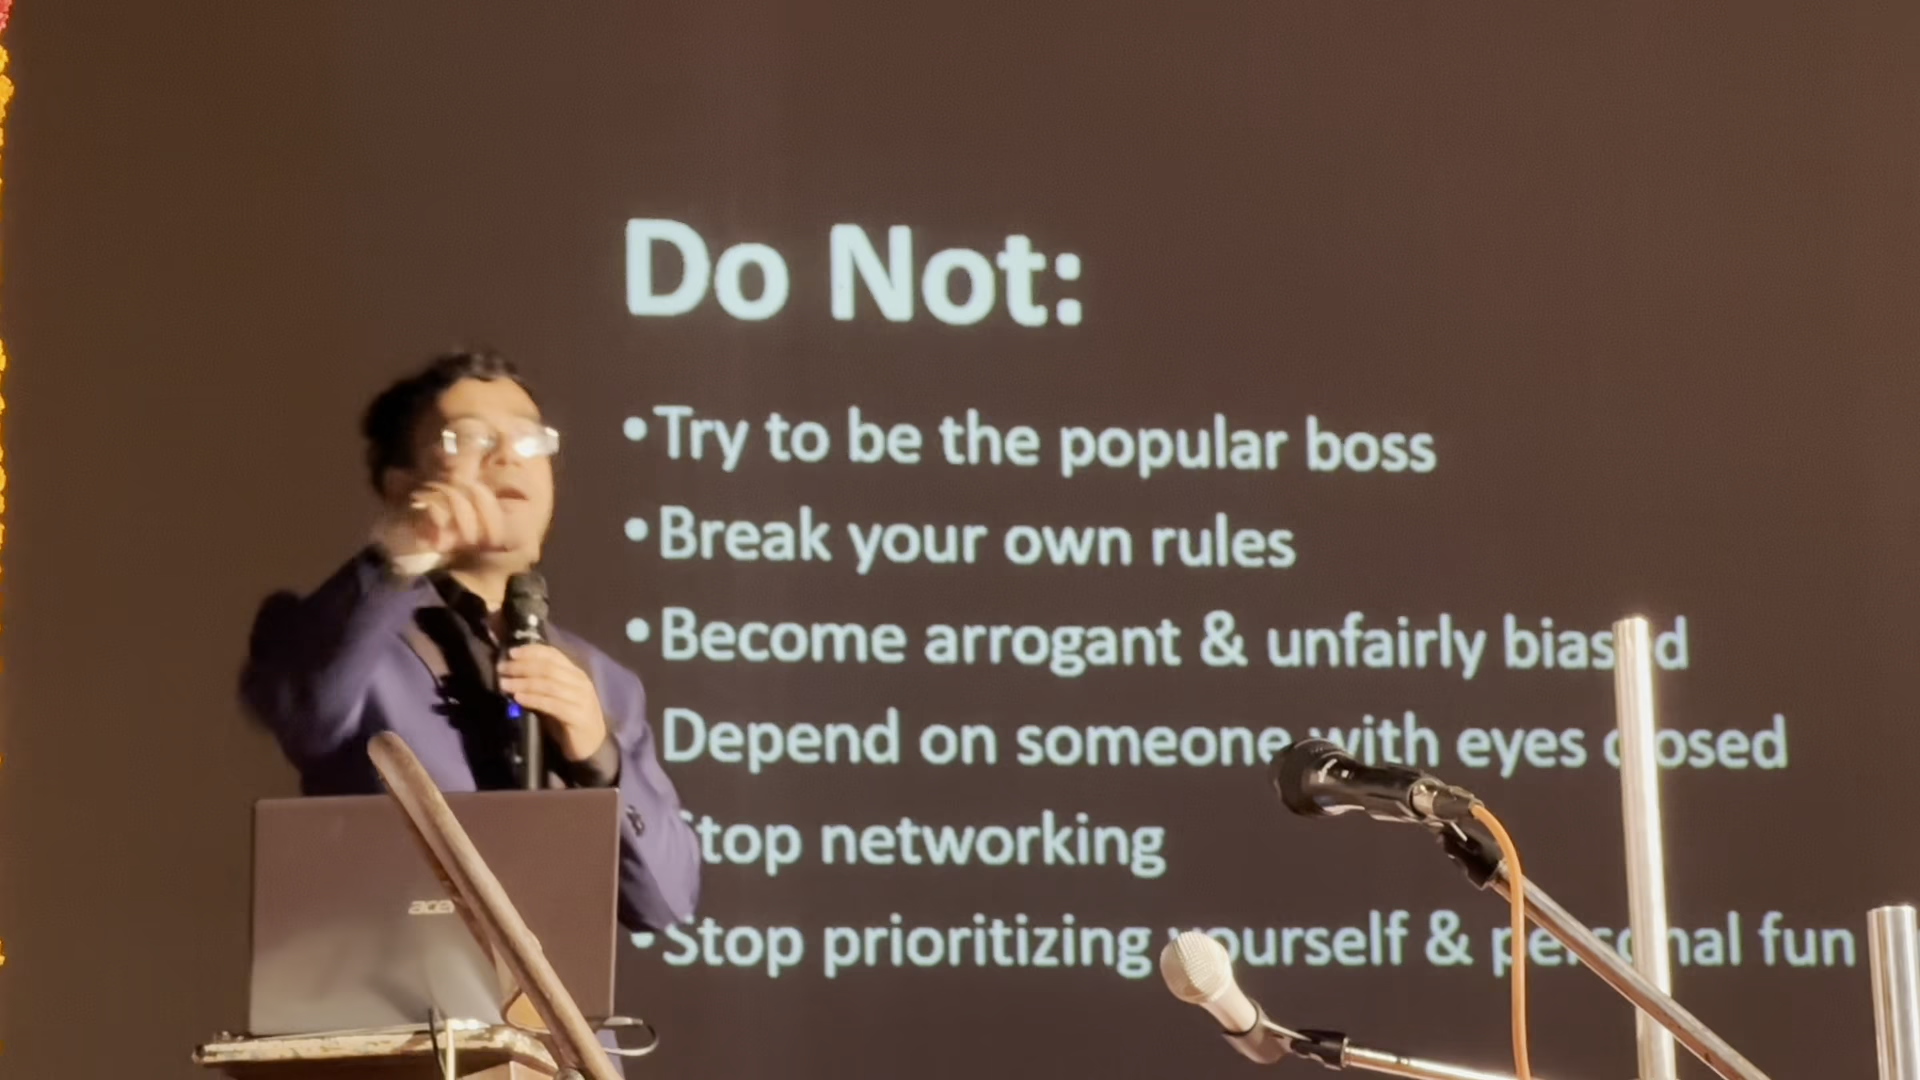 Do Not:
•Try to be the popular boss
•Break your own rules
•Become arrogant & unfairly biased
Depend on someone with eyes closed
Stop networking
•Stop prioritizing yourself & personal fun
acer